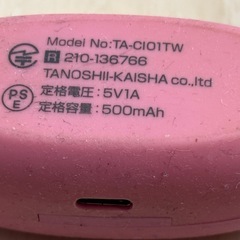 Model No:TA-CI01TW
R 210-136766
TANOSHII-KAISHA co.,ltd
PSE 定格電圧：5V1A
定格容量：500mAh